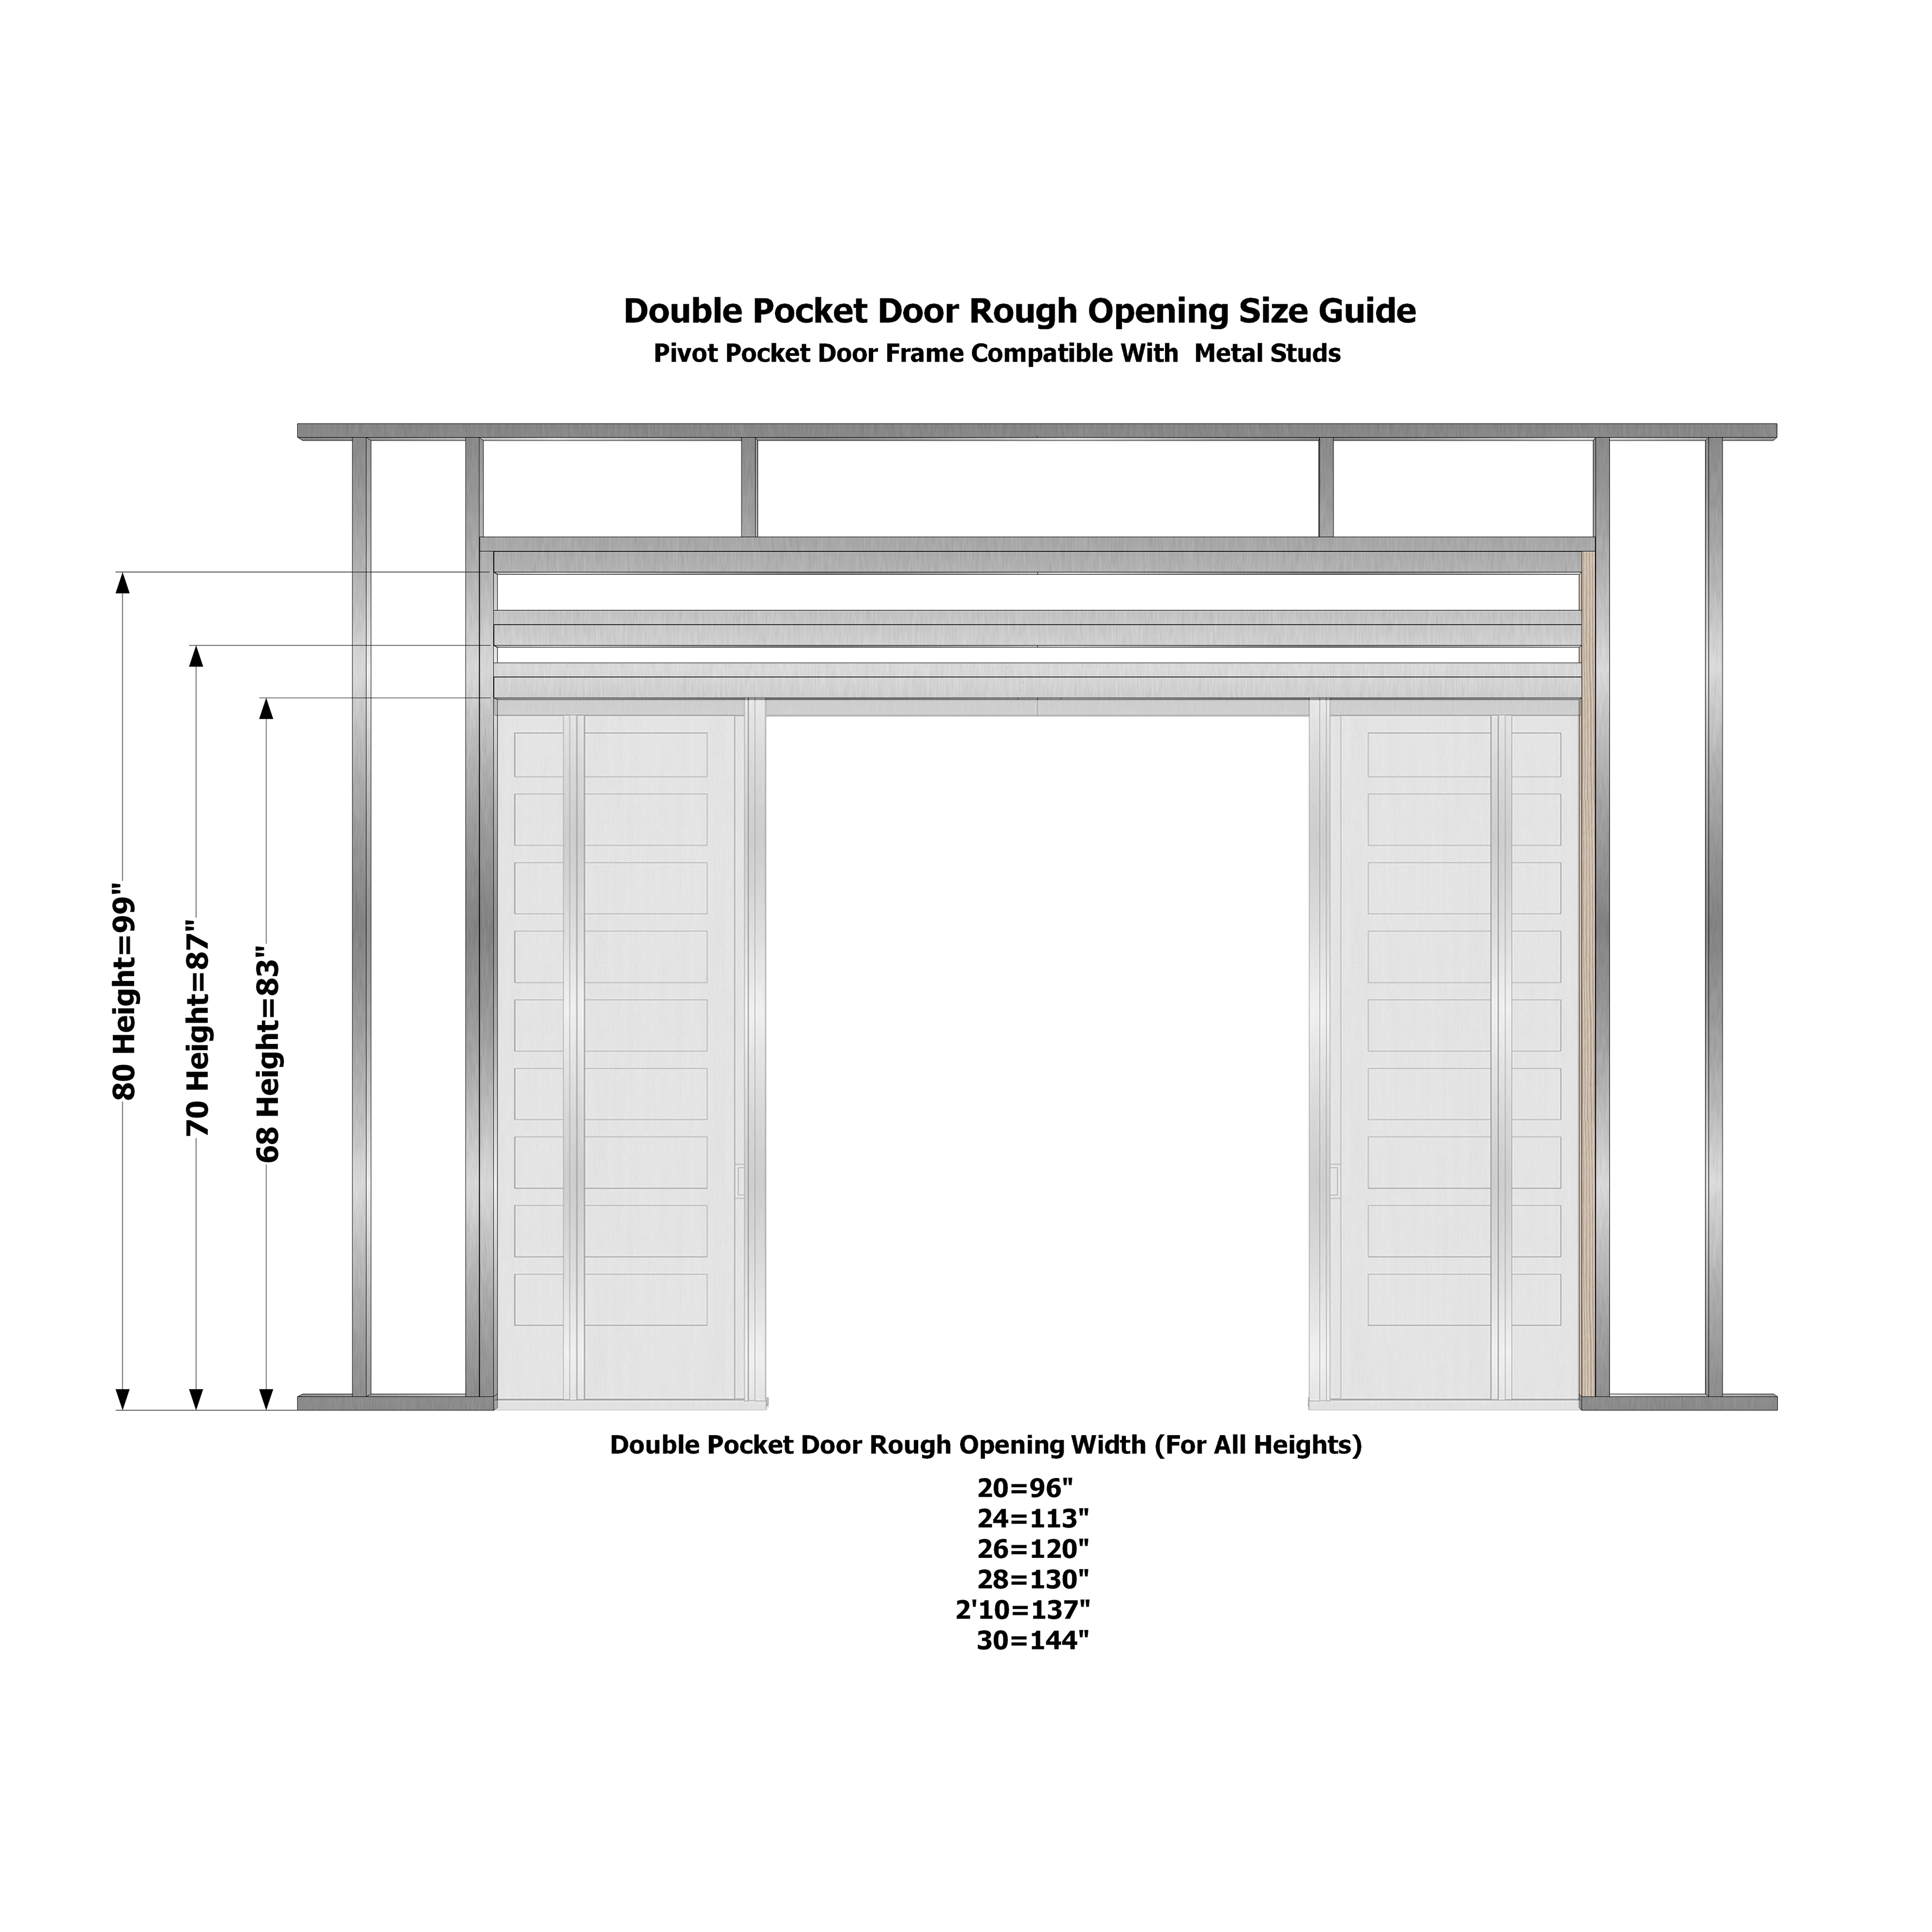 Double Pocket Door Rough Opening Size Guide
Pivot Pocket Door Frame Compatible With  Metal Studs
80 Height=99"
70 Height=87"
68 Height=83"
Double Pocket Door Rough Opening Width (For All Heights)
20=96"
24=113"
26=120"
28=130"
2'10=137"
30=144"